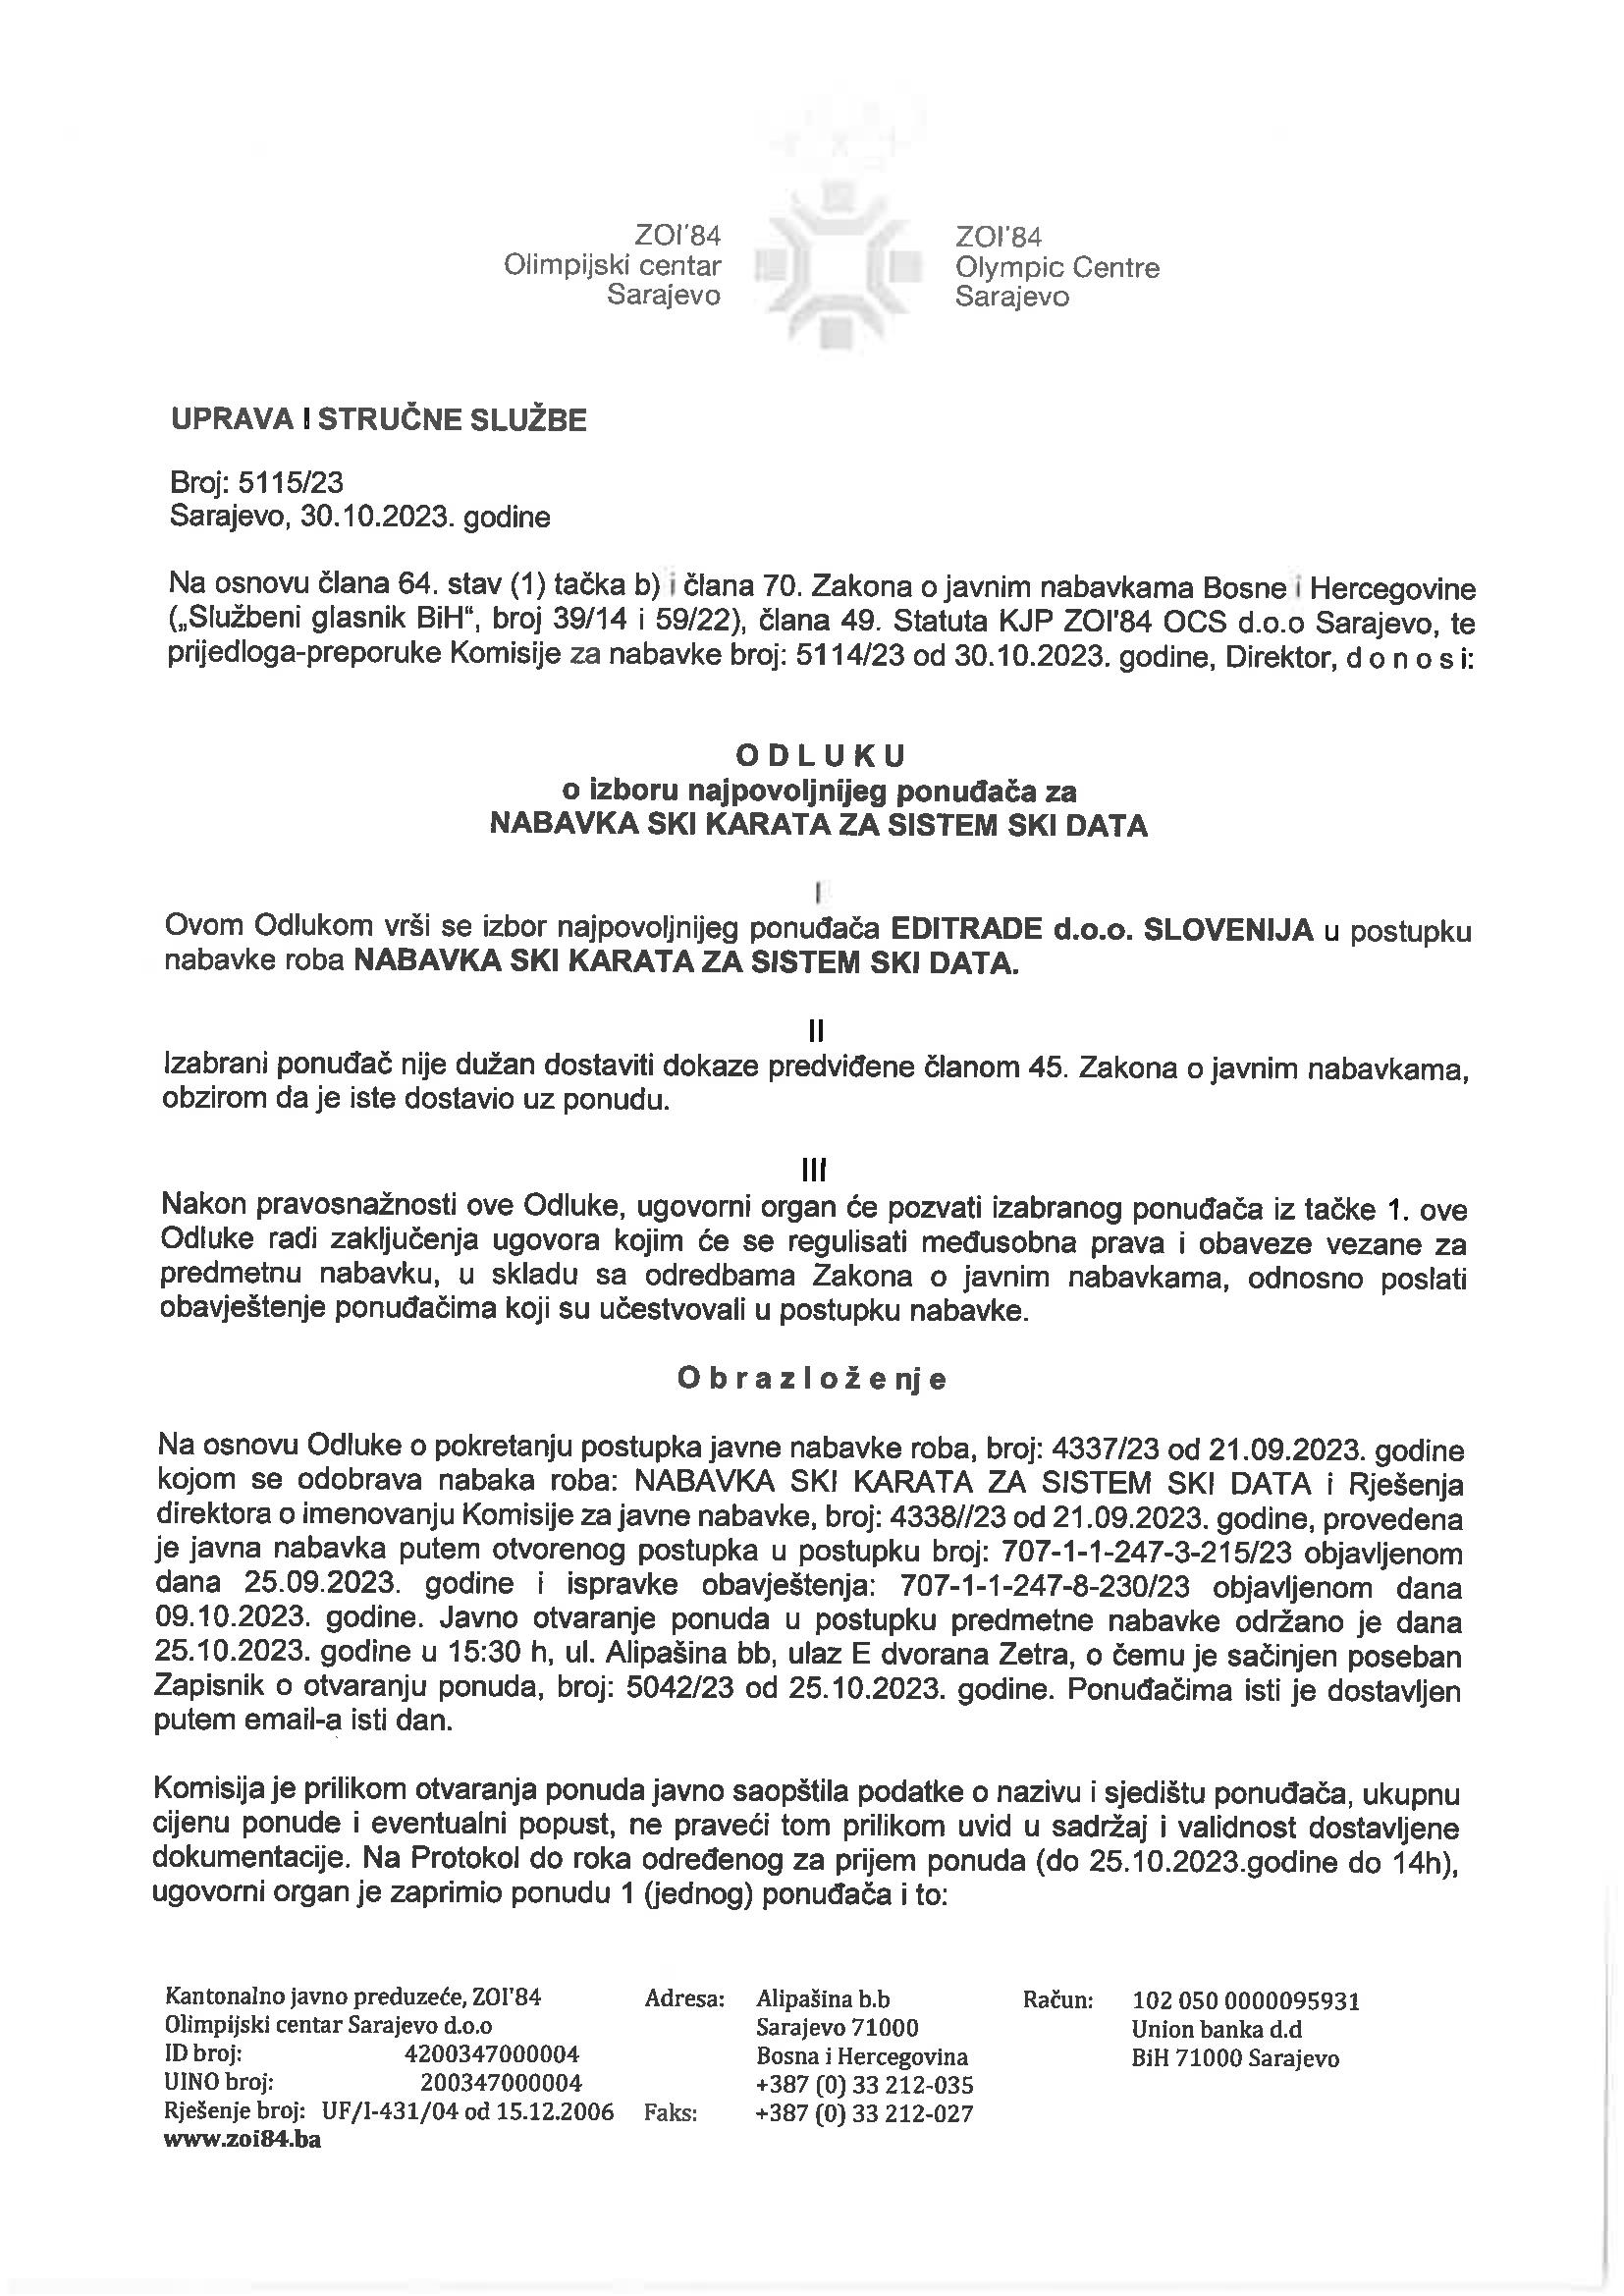 ZOI'84
Olimpijski centar
Sarajevo
ZOI'84
Olympic Centre
Sarajevo
UPRAVA I STRUČNE SLUŽBE
Broj: 5115/23
Sarajevo, 30.10.2023. godine
Na osnovu člana 64. stav (1) tačka b) i člana 70. Zakona o javnim nabavkama Bosne i Hercegovine
(„Službeni glasnik BiH“, broj 39/14 i 59/22), člana 49. Statuta KJP ZOI'84 OCS d.o.o Sarajevo, te
prijedloga-preporuke Komisije za nabavke broj: 5114/23 od 30.10.2023. godine, Direktor, d o n o s i:
O D L U K U
o izboru najpovoljnijeg ponuđača za
NABAVKA SKI KARATA ZA SISTEM SKI DATA
I
Ovom Odlukom vrši se izbor najpovoljnijeg ponuđača EDITRADE d.o.o. SLOVENIJA u postupku
nabavke roba NABAVKA SKI KARATA ZA SISTEM SKI DATA.
II
Izabrani ponuđač nije dužan dostaviti dokaze predviđene članom 45. Zakona o javnim nabavkama,
obzirom da je iste dostavio uz ponudu.
III
Nakon pravosnažnosti ove Odluke, ugovorni organ će pozvati izabranog ponuđača iz tačke 1. ove
Odluke radi zaključenja ugovora kojim će se regulisati međusobna prava i obaveze vezane za
predmetnu nabavku, u skladu sa odredbama Zakona o javnim nabavkama, odnosno poslati
obavještenje ponuđačima koji su učestvovali u postupku nabavke.
O b r a z l o ž e nj e
Na osnovu Odluke o pokretanju postupka javne nabavke roba, broj: 4337/23 od 21.09.2023. godine
kojom se odobrava nabaka roba: NABAVKA SKI KARATA ZA SISTEM SKI DATA i Rješenja
direktora o imenovanju Komisije za javne nabavke, broj: 4338//23 od 21.09.2023. godine, provedena
je javna nabavka putem otvorenog postupka u postupku broj: 707-1-1-247-3-215/23 objavljenom
dana 25.09.2023. godine i ispravke obavještenja: 707-1-1-247-8-230/23 objavljenom dana
09.10.2023. godine. Javno otvaranje ponuda u postupku predmetne nabavke održano je dana
25.10.2023. godine u 15:30 h, ul. Alipašina bb, ulaz E dvorana Zetra, o čemu je sačinjen poseban
Zapisnik o otvaranju ponuda, broj: 5042/23 od 25.10.2023. godine. Ponuđačima isti je dostavljen
putem email-a isti dan.
Komisija je prilikom otvaranja ponuda javno saopštila podatke o nazivu i sjedištu ponuđača, ukupnu
cijenu ponude i eventualni popust, ne praveći tom prilikom uvid u sadržaj i validnost dostavljene
dokumentacije. Na Protokol do roka određenog za prijem ponuda (do 25.10.2023.godine do 14h),
ugovorni organ je zaprimio ponudu 1 (jednog) ponuđača i to:
Kantonalno javno preduzeće, ZOI'84
Olimpijski centar Sarajevo d.o.o
ID broj: 4200347000004
UINO broj: 200347000004
Rješenje broj: UF/I-431/04 od 15.12.2006
www.zoi84.ba
Adresa: Alipašina b.b
Sarajevo 71000
Bosna i Hercegovina
+387 (0) 33 212-035
Faks: +387 (0) 33 212-027
Račun: 102 050 0000095931
Union banka d.d
BiH 71000 Sarajevo